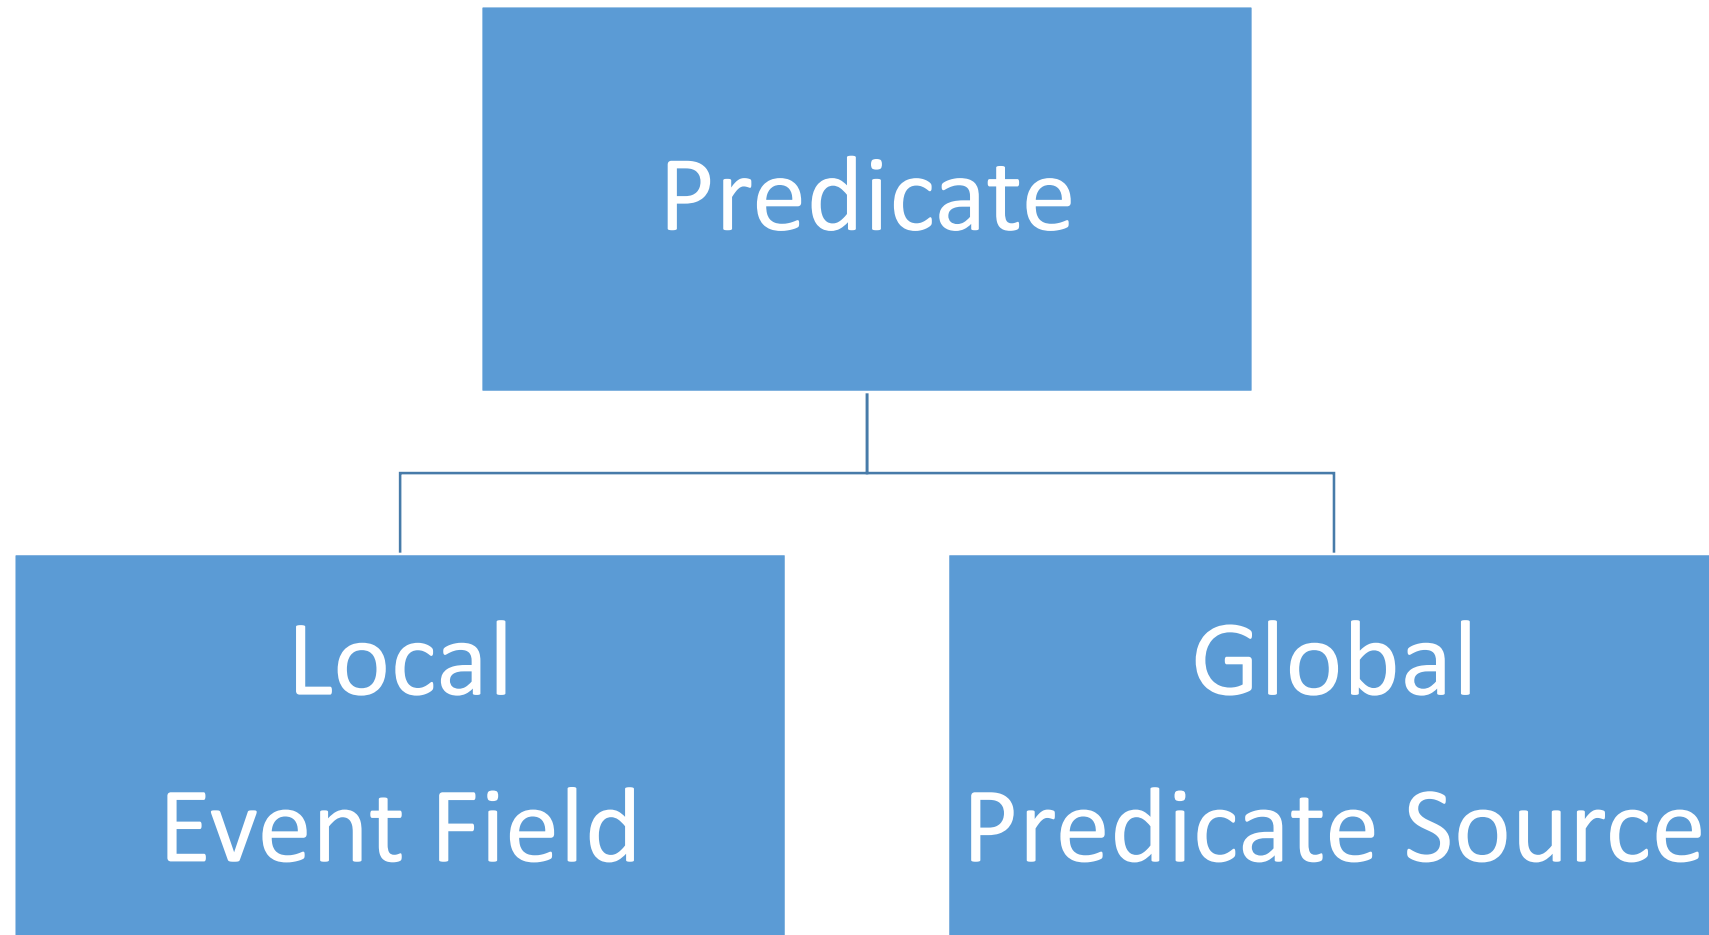 Predicate
Local
Event Field
Global
Predicate Source